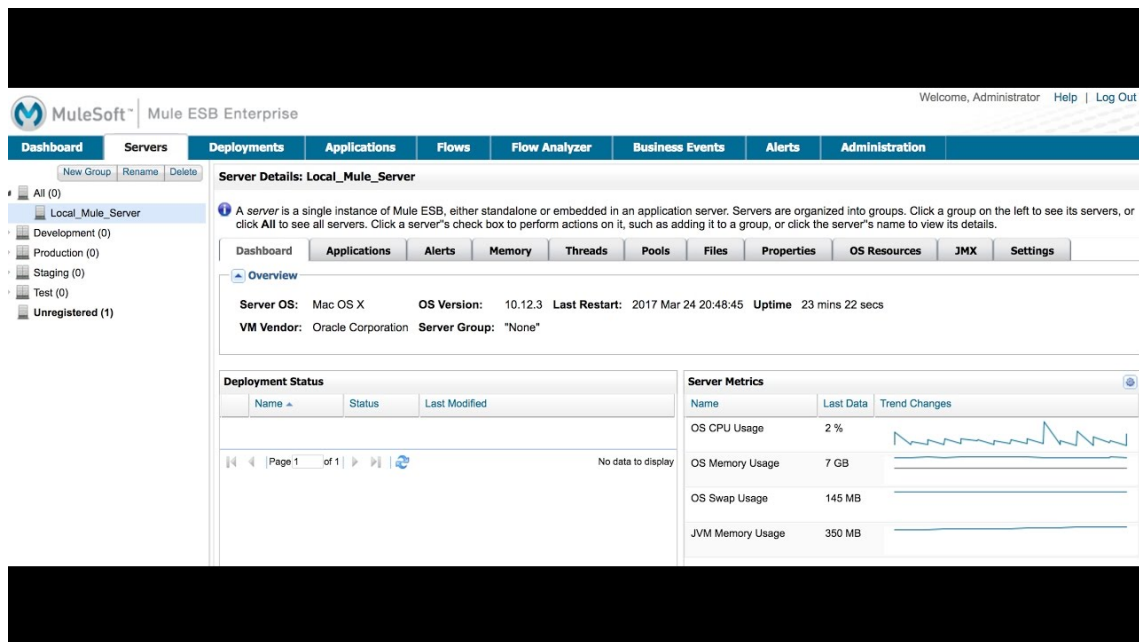 Welcome, Administrator Help | Log Out
MuleSoft™ Mule ESB Enterprise
Dashboard Servers Deployments Applications Flows Flow Analyzer Business Events Alerts Administration
New Group Rename Delete
All (0)
Local_Mule_Server
Development (0)
Production (0)
Staging (0)
Test (0)
Unregistered (1)
Server Details: Local_Mule_Server
A server is a single instance of Mule ESB, either standalone or embedded in an application server. Servers are organized into groups. Click a group on the left to see its servers, or
click All to see all servers. Click a server"s check box to perform actions on it, such as adding it to a group, or click the server"s name to view its details.
Dashboard Applications Alerts Memory Threads Pools Files Properties OS Resources JMX Settings
Overview
Server OS: Mac OS X OS Version: 10.12.3 Last Restart: 2017 Mar 24 20:48:45 Uptime 23 mins 22 secs
VM Vendor: Oracle Corporation Server Group: "None"
Deployment Status
Name Status Last Modified
Page 1 of 1 No data to display
Server Metrics
Name Last Data Trend Changes
OS CPU Usage 2 %
OS Memory Usage 7 GB
OS Swap Usage 145 MB
JVM Memory Usage 350 MB